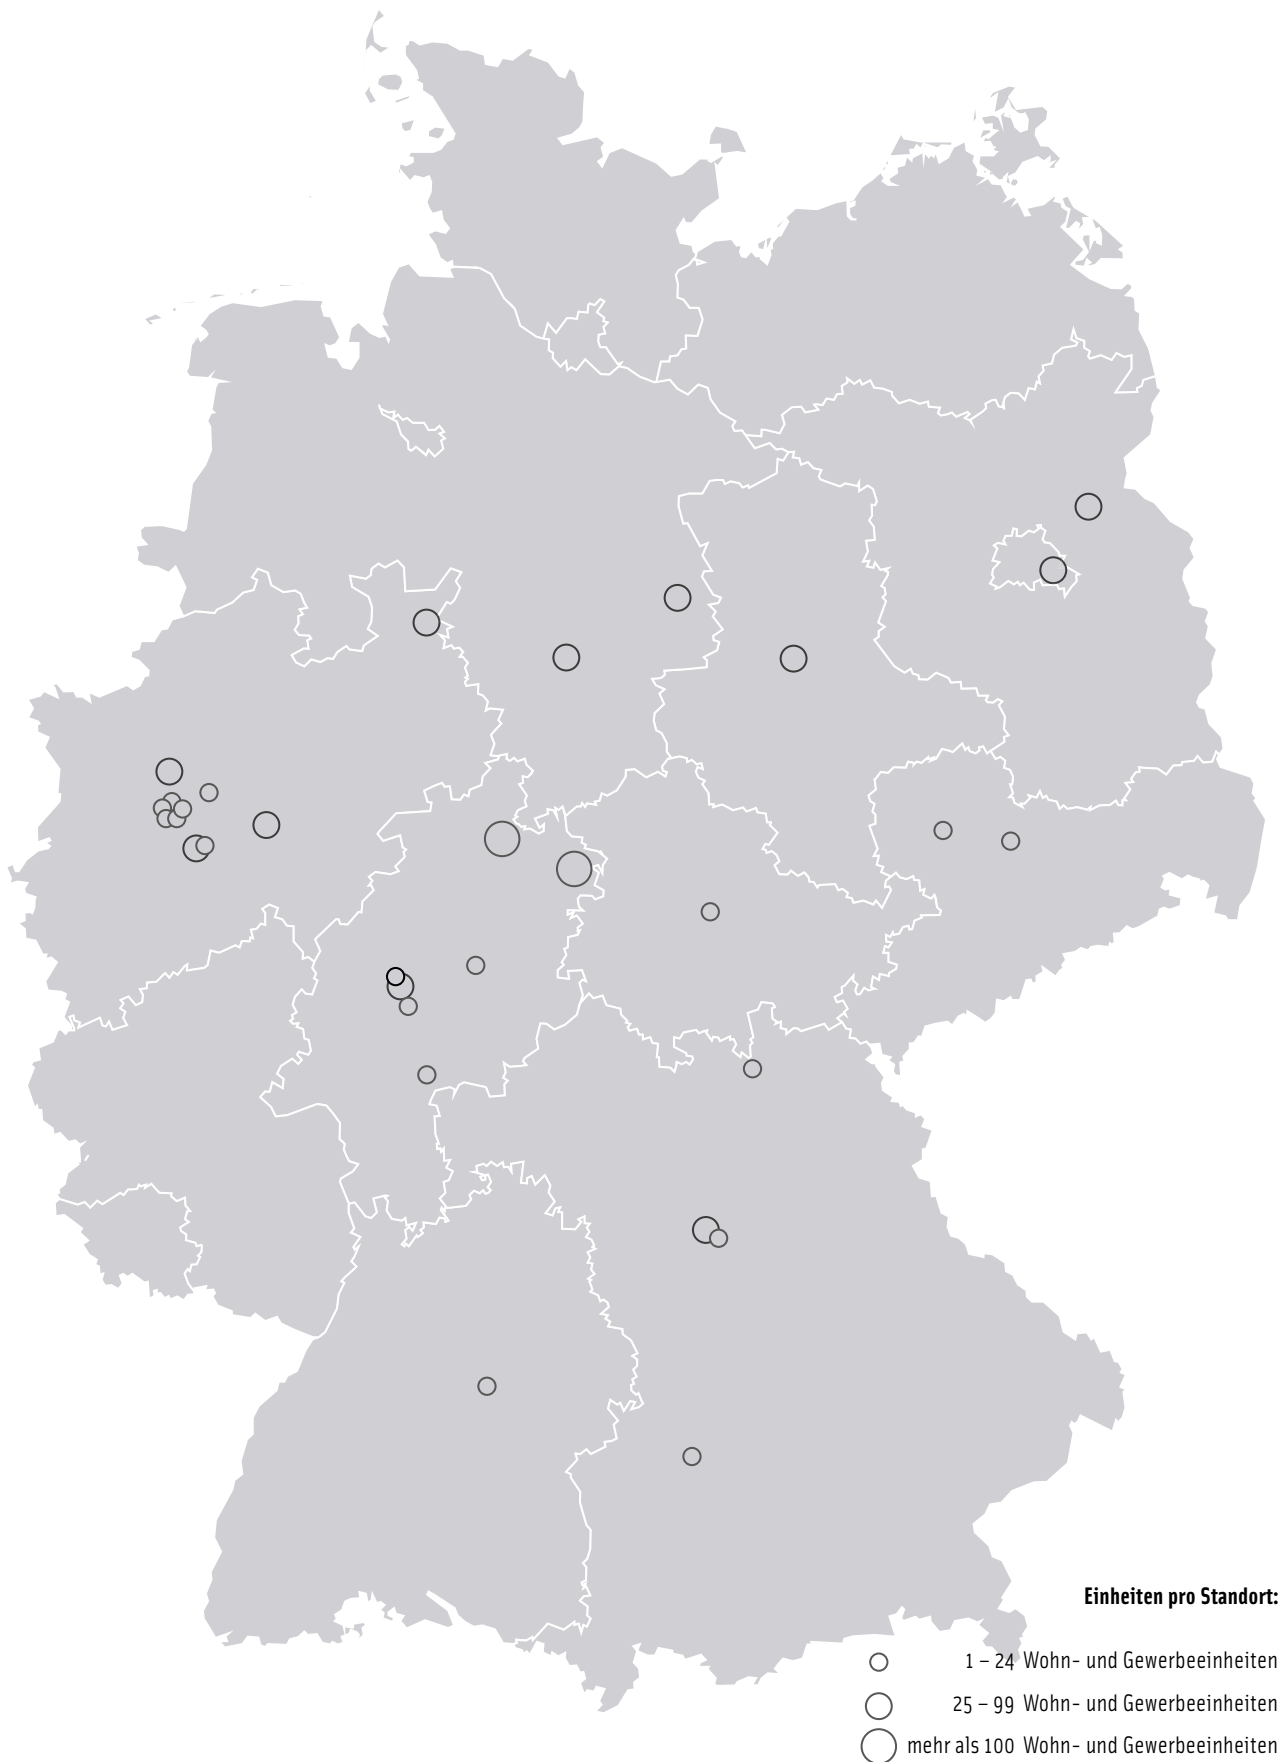 Einheiten pro Standort:
1 – 24 Wohn- und Gewerbeeinheiten
25 – 99 Wohn- und Gewerbeeinheiten
mehr als 100 Wohn- und Gewerbeeinheiten